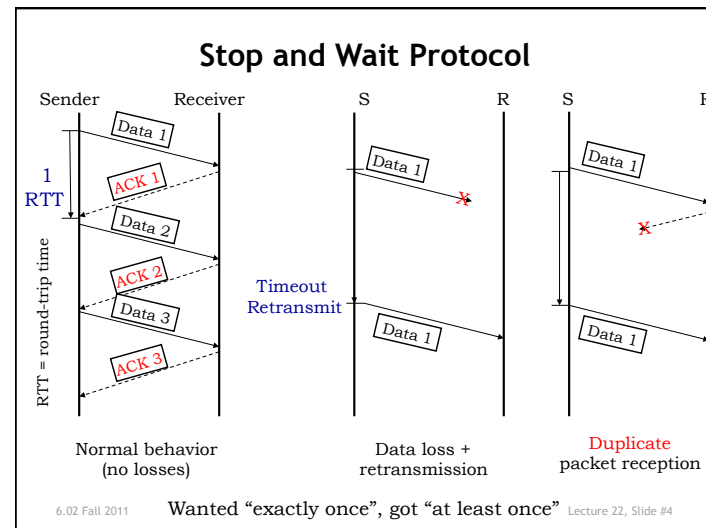 Stop and Wait Protocol
Sender
Receiver
Data 1
ACK 1
1
RTT
Data 2
ACK 2
Data 3
ACK 3
RTT = round-trip time
Normal behavior
(no losses)
S
R
Data 1
X
Timeout
Retransmit
Data 1
Data loss +
retransmission
S
Data 1
X
Data 1
Duplicate
packet reception
Wanted “exactly once”, got “at least once”
6.02 Fall 2011
Lecture 22, Slide #4